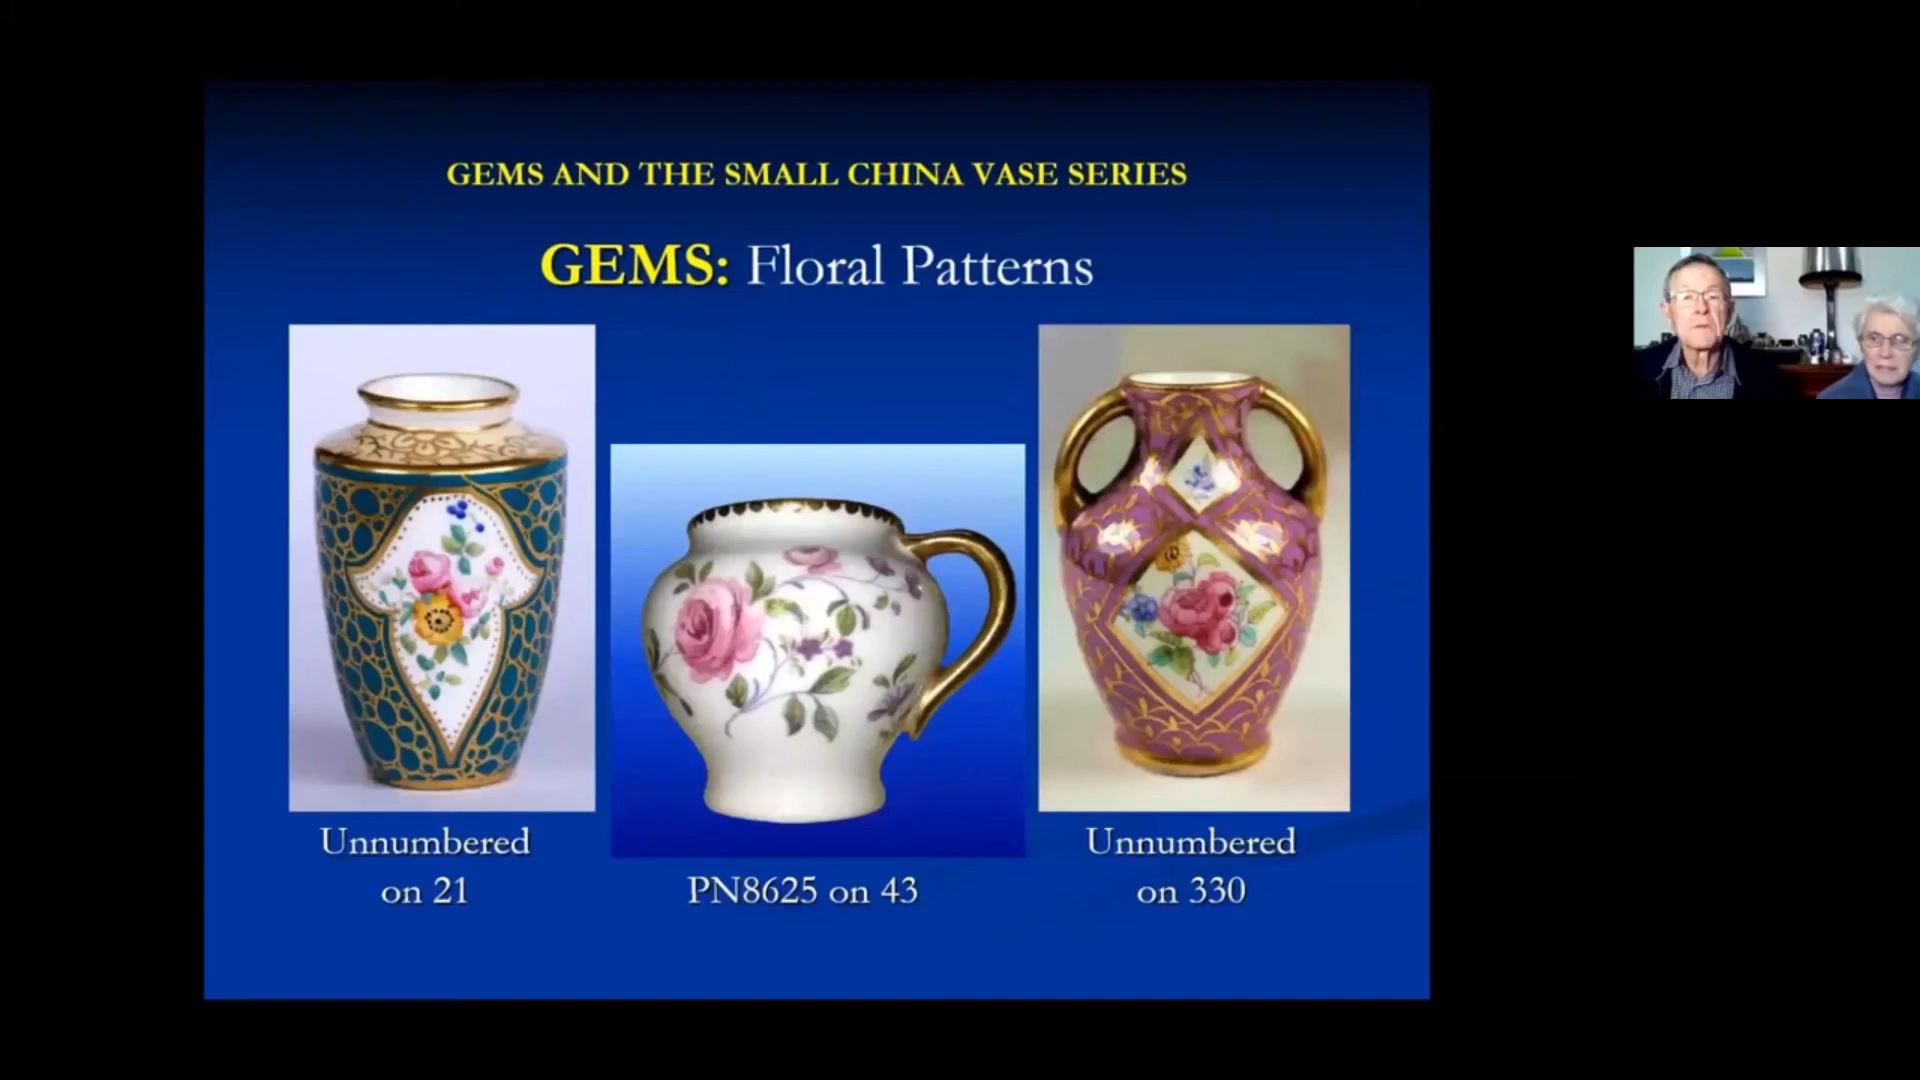 GEMS AND THE SMALL CHINA VASE SERIES
GEMS: Floral Patterns
Unnumbered
on 21
PN8625 on 43
Unnumbered
on 330